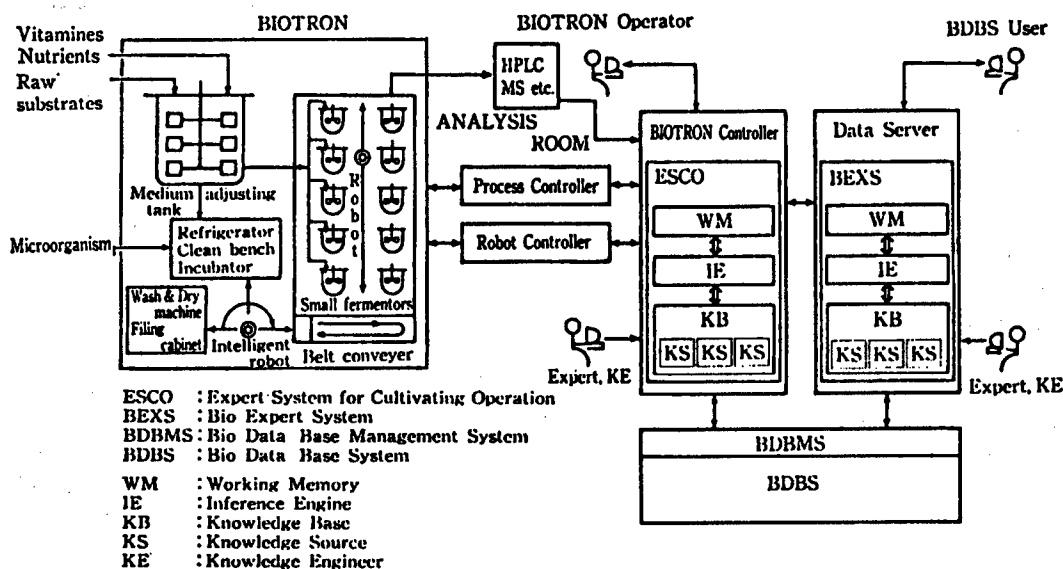 BIOTRON
Vitamines
Nutrients
Raw
substrates
Medium adjusting
tank
Microorganism
Refrigerator
Clean bench
Incubator
Wash & Dry
machine
Filing
cabinet
Intelligent
robot
Robot
Small fermentors
Belt conveyer
HPLC
MS etc.
ANALYSIS
ROOM
Process Controller
Robot Controller
BIOTRON Operator
BIOTRON Controller
ESCO
WM
IE
KB
KS KS KS
Expert, KE
BDBS User
Data Server
BEXS
WM
IE
KB
KS KS KS
Expert, KE
BDBMS
BDBS
ESCO : Expert System for Cultivating Operation
BEXS : Bio Expert System
BDBMS : Bio Data Base Management System
BDBS : Bio Data Base System
WM : Working Memory
IE : Inference Engine
KB : Knowledge Base
KS : Knowledge Source
KE : Knowledge Engineer